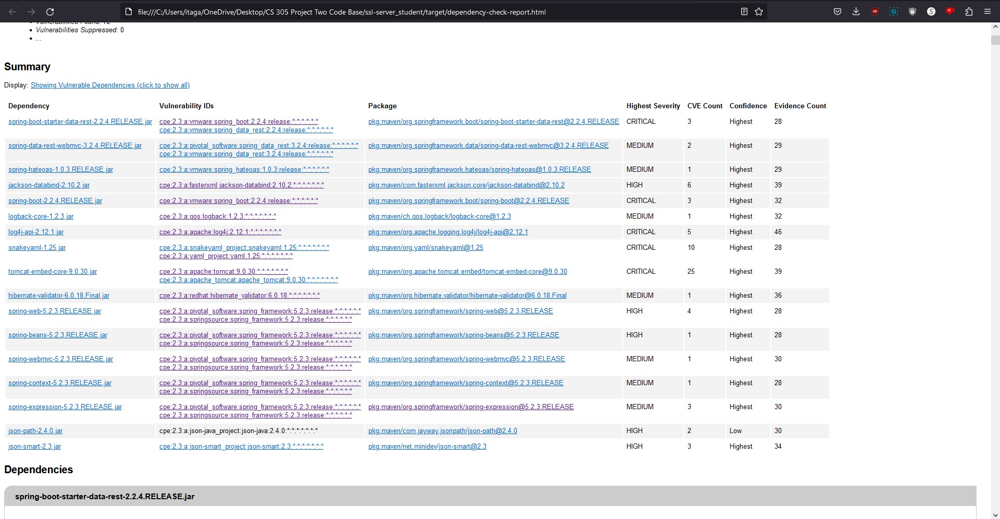 file:///C:/Users/itaga/OneDrive/Desktop/CS 305 Project Two Code Base/ssl-server_student/target/dependency-check-report.html
Vulnerabilities Suppressed: 0
...
Summary
Display: Showing Vulnerable Dependencies (click to show all)
Dependency Vulnerability IDs Package Highest Severity CVE Count Confidence Evidence Count
spring-boot-starter-data-rest-2.2.4.RELEASE.jar cpe:2.3:a:vmware:spring_boot:2.2.4:release:*:*:*:*:*:* pkg:maven/org.springframework.boot/spring-boot-starter-data-rest@2.2.4.RELEASE CRITICAL 3 Highest 28
cpe:2.3:a:vmware:spring_data_rest:2.2.4:release:*:*:*:*:*:*
spring-data-rest-webmvc-3.2.4.RELEASE.jar cpe:2.3:a:pivotal_software:spring_data_rest:3.2.4:release:*:*:*:*:*:* pkg:maven/org.springframework.data/spring-data-rest-webmvc@3.2.4.RELEASE MEDIUM 2 Highest 29
cpe:2.3:a:vmware:spring_data_rest:3.2.4:release:*:*:*:*:*:*
spring-hateoas-1.0.3.RELEASE.jar cpe:2.3:a:vmware:spring_hateoas:1.0.3:release:*:*:*:*:*:* pkg:maven/org.springframework.hateoas/spring-hateoas@1.0.3.RELEASE MEDIUM 1 Highest 29
jackson-databind-2.10.2.jar cpe:2.3:a:fasterxml:jackson-databind:2.10.2:*:*:*:*:*:*:* pkg:maven/com.fasterxml.jackson.core/jackson-databind@2.10.2 HIGH 6 Highest 39
spring-boot-2.2.4.RELEASE.jar cpe:2.3:a:vmware:spring_boot:2.2.4:release:*:*:*:*:*:* pkg:maven/org.springframework.boot/spring-boot@2.2.4.RELEASE CRITICAL 3 Highest 32
logback-core-1.2.3.jar cpe:2.3:a:qos:logback:1.2.3:*:*:*:*:*:*:* pkg:maven/ch.qos.logback/logback-core@1.2.3 MEDIUM 1 Highest 32
log4j-api-2.12.1.jar cpe:2.3:a:apache:log4j:2.12.1:*:*:*:*:*:*:* pkg:maven/org.apache.logging.log4j/log4j-api@2.12.1 CRITICAL 5 Highest 46
snakeyaml-1.25.jar cpe:2.3:a:snakeyaml_project:snakeyaml:1.25:*:*:*:*:*:*:* pkg:maven/org.yaml/snakeyaml@1.25 CRITICAL 10 Highest 28
cpe:2.3:a:yaml_project:yaml:1.25:*:*:*:*:*:*:*
tomcat-embed-core-9.0.30.jar cpe:2.3:a:apache:tomcat:9.0.30:*:*:*:*:*:*:* pkg:maven/org.apache.tomcat.embed/tomcat-embed-core@9.0.30 CRITICAL 25 Highest 39
cpe:2.3:a:apache_tomcat:apache_tomcat:9.0.30:*:*:*:*:*:*:*
hibernate-validator-6.0.18.Final.jar cpe:2.3:a:redhat:hibernate_validator:6.0.18:*:*:*:*:*:*:* pkg:maven/org.hibernate.validator/hibernate-validator@6.0.18.Final MEDIUM 1 Highest 36
spring-web-5.2.3.RELEASE.jar cpe:2.3:a:pivotal_software:spring_framework:5.2.3:release:*:*:*:*:*:* pkg:maven/org.springframework/spring-web@5.2.3.RELEASE HIGH 4 Highest 28
cpe:2.3:a:springsource:spring_framework:5.2.3:release:*:*:*:*:*:*
spring-beans-5.2.3.RELEASE.jar cpe:2.3:a:pivotal_software:spring_framework:5.2.3:release:*:*:*:*:*:* pkg:maven/org.springframework/spring-beans@5.2.3.RELEASE HIGH 1 Highest 28
cpe:2.3:a:springsource:spring_framework:5.2.3:release:*:*:*:*:*:*
spring-webmvc-5.2.3.RELEASE.jar cpe:2.3:a:pivotal_software:spring_framework:5.2.3:release:*:*:*:*:*:* pkg:maven/org.springframework/spring-webmvc@5.2.3.RELEASE MEDIUM 1 Highest 30
cpe:2.3:a:springsource:spring_framework:5.2.3:release:*:*:*:*:*:*
spring-context-5.2.3.RELEASE.jar cpe:2.3:a:pivotal_software:spring_framework:5.2.3:release:*:*:*:*:*:* pkg:maven/org.springframework/spring-context@5.2.3.RELEASE MEDIUM 1 Highest 28
cpe:2.3:a:springsource:spring_framework:5.2.3:release:*:*:*:*:*:*
spring-expression-5.2.3.RELEASE.jar cpe:2.3:a:pivotal_software:spring_framework:5.2.3:release:*:*:*:*:*:* pkg:maven/org.springframework/spring-expression@5.2.3.RELEASE MEDIUM 3 Highest 30
cpe:2.3:a:springsource:spring_framework:5.2.3:release:*:*:*:*:*:*
json-path-2.4.0.jar cpe:2.3:a:json-java_project:json-java:2.4.0:*:*:*:*:*:*:* pkg:maven/com.jayway.jsonpath/json-path@2.4.0 HIGH 2 Low 30
json-smart-2.3.jar cpe:2.3:a:json-smart_project:json-smart:2.3:*:*:*:*:*:*:* pkg:maven/net.minidev/json-smart@2.3 HIGH 3 Highest 34
Dependencies
spring-boot-starter-data-rest-2.2.4.RELEASE.jar